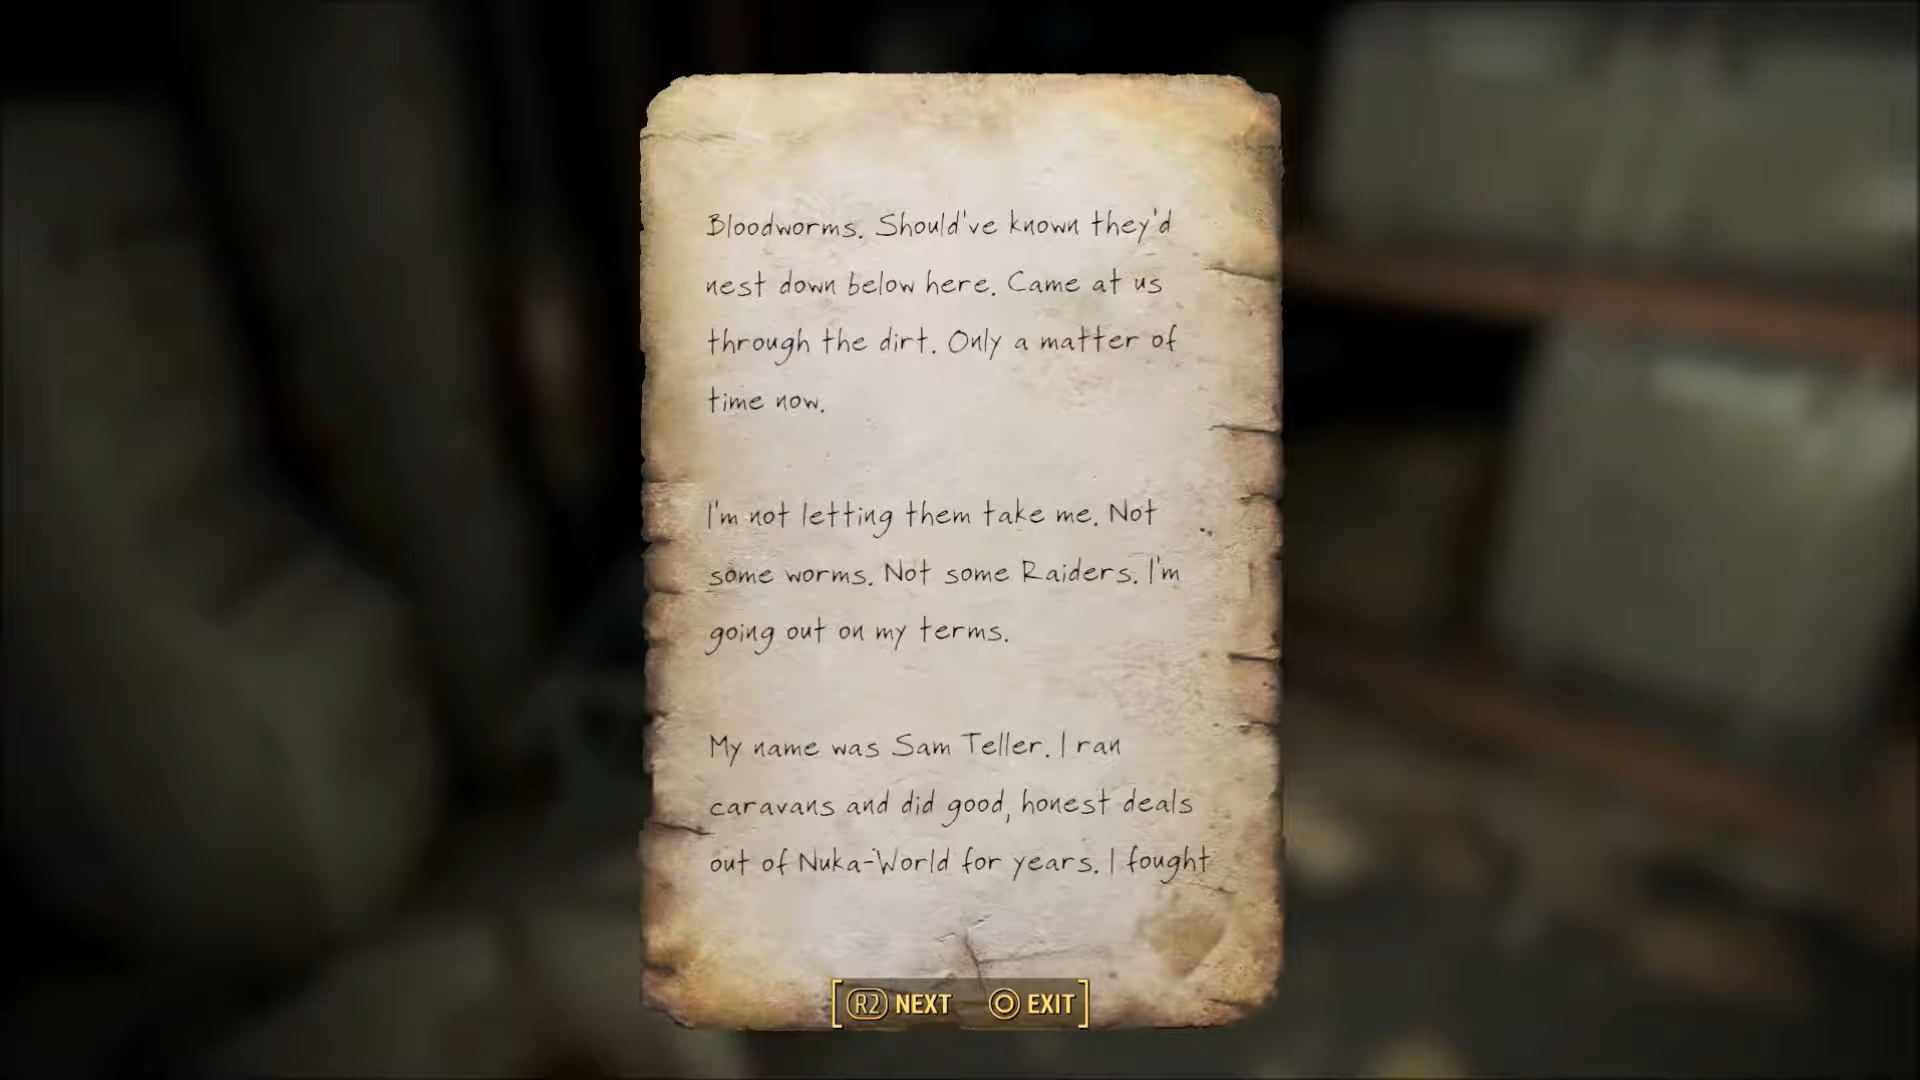 Bloodworms. Should've known they'd
nest down below here. Came at us
through the dirt. Only a matter of
time now.
I'm not letting them take me. Not
some worms. Not some Raiders. I'm
going out on my terms.
My name was Sam Teller. I ran
caravans and did good, honest deals
out of Nuka-World for years. I fought
R2 NEXT EXIT